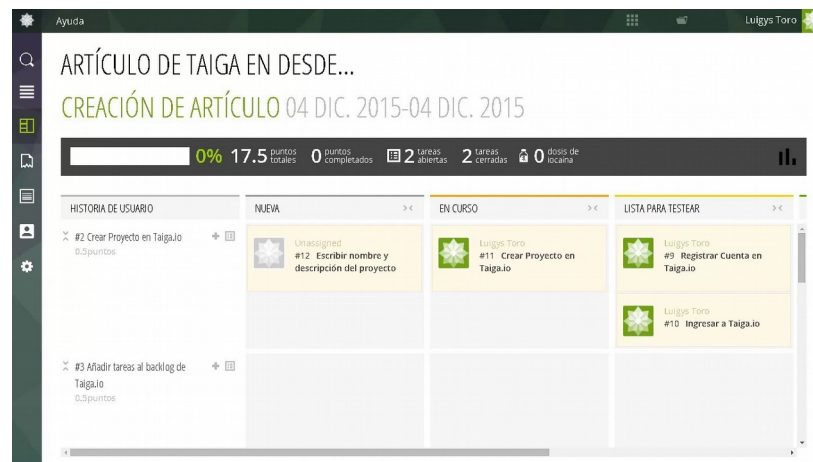 Ayuda
Luigys Toro
ARTÍCULO DE TAIGA EN DESDE...
CREACIÓN DE ARTÍCULO 04 DIC. 2015-04 DIC. 2015
0% 17.5 puntos totales 0 puntos completados 2 tareas abiertas 2 tareas cerradas 0 dosis de iocaína
HISTORIA DE USUARIO
NUEVA
EN CURSO
LISTA PARA TESTEAR
#2 Crear Proyecto en Taiga.io
0.5puntos
Unassigned
#12 Escribir nombre y
descripción del proyecto
Luigys Toro
#11 Crear Proyecto en
Taiga.io
Luigys Toro
#9 Registrar Cuenta en
Taiga.io
Luigys Toro
#10 Ingresar a Taiga.io
#3 Añadir tareas al backlog de
Taiga.io
0.5puntos